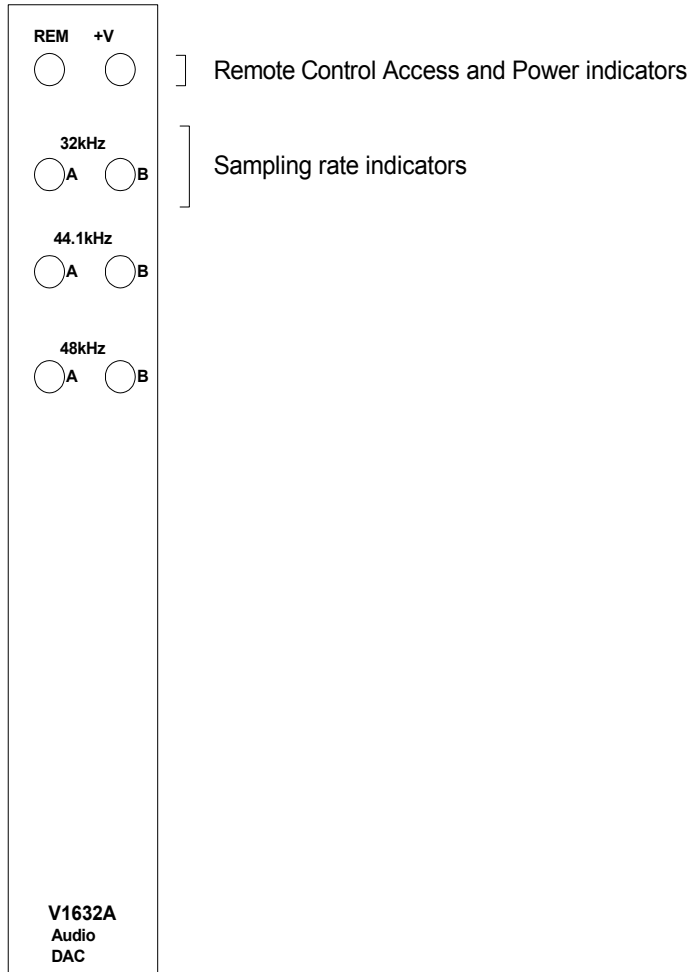 REM +V
Remote Control Access and Power indicators
32kHz
A B
Sampling rate indicators
44.1kHz
A B
48kHz
A B
V1632A
Audio
DAC